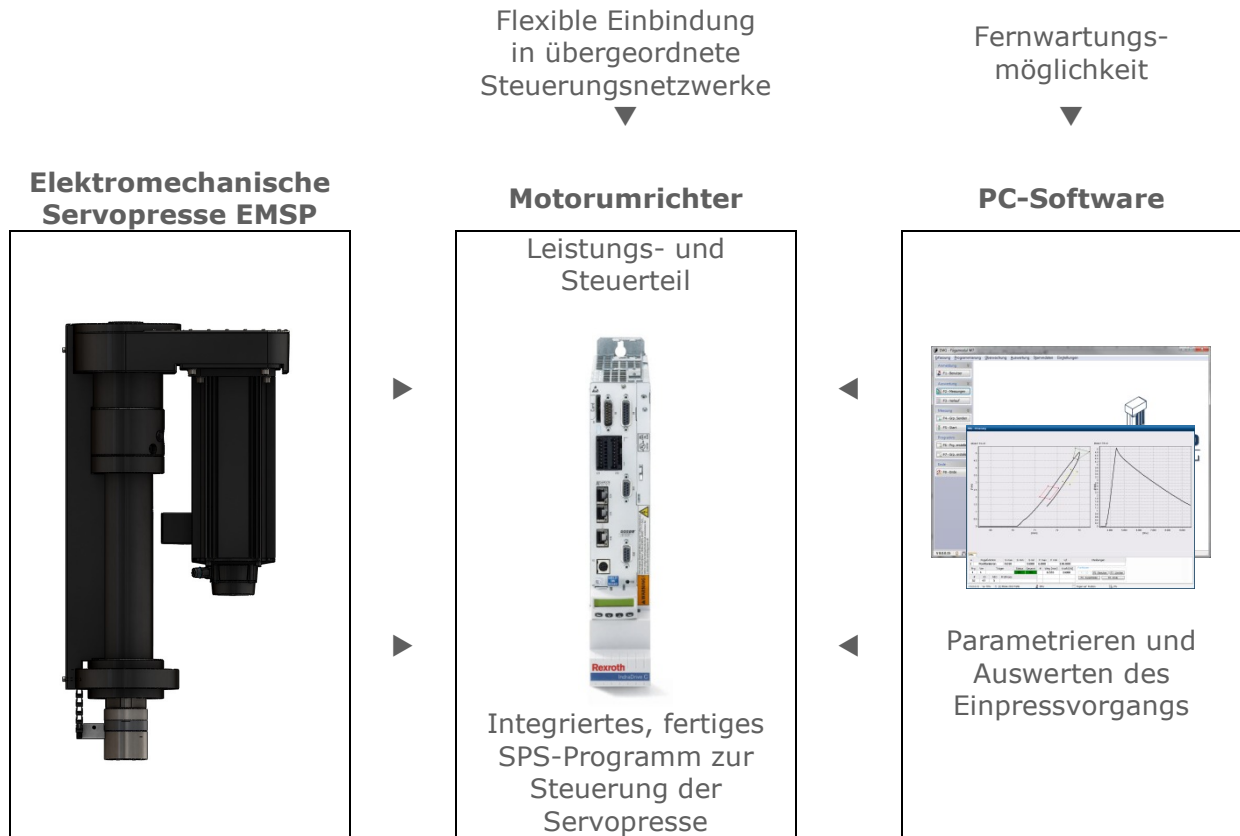 Flexible Einbindung
in übergeordnete
Steuerungsnetzwerke
Fernwartungs-
möglichkeit
Elektromechanische
Servopresse EMSP
Motorumrichter
Leistungs- und
Steuerteil
Rexroth
Integriertes, fertiges
SPS-Programm zur
Steuerung der
Servopresse
PC-Software
Parametrieren und
Auswerten des
Einpressvorgangs